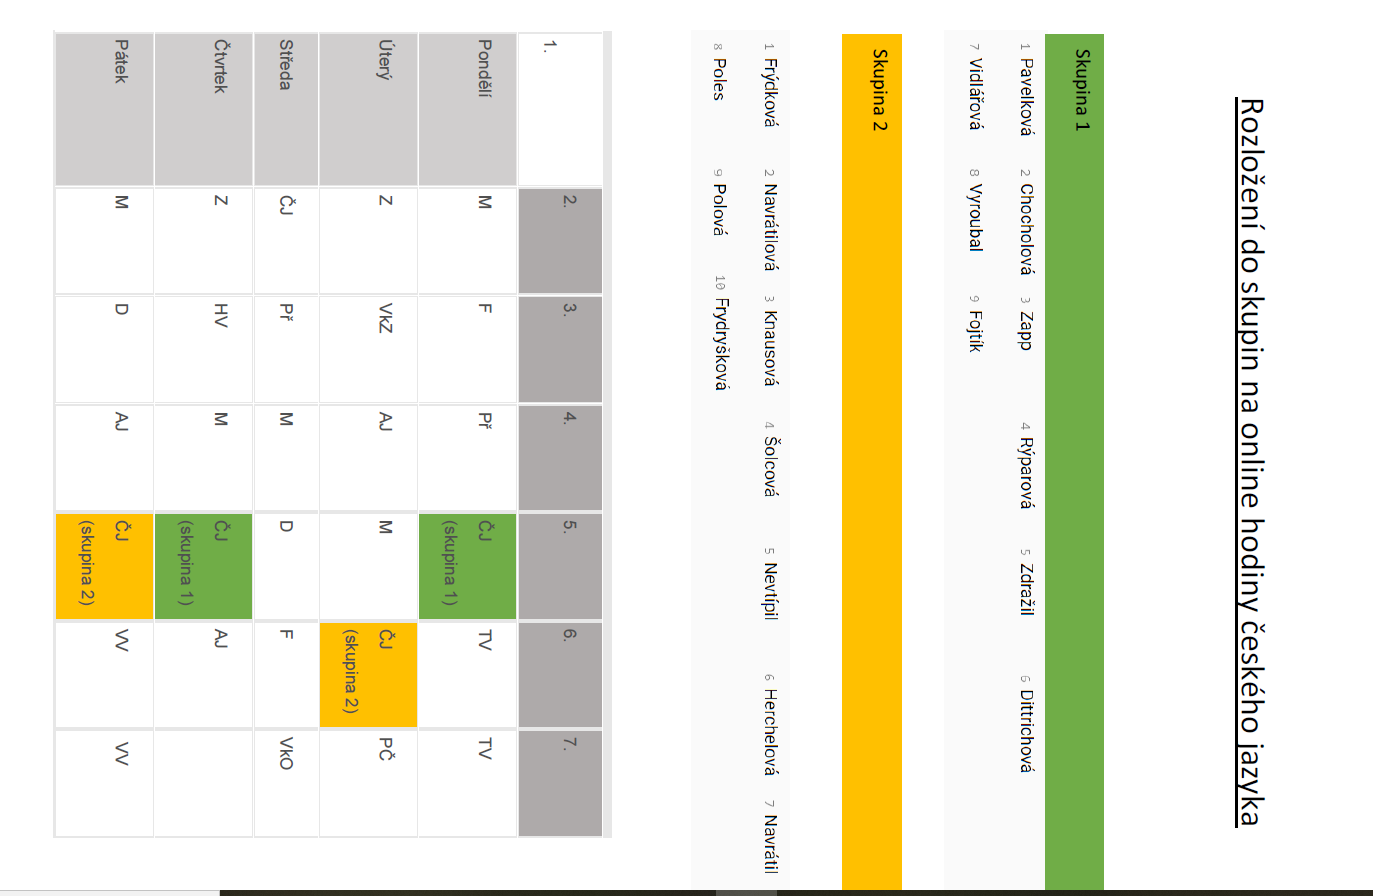 Rozložení do skupin na online hodiny českého jazyka
Skupina 1
1 Pavelková 2 Chocholová 3 Zapp 4 Rýparová 5 Zdražil 6 Dittrichová
7 Vidlářová 8 Vyroubal 9 Fojtík
Skupina 2
1 Frýdková 2 Navrátilová 3 Knausová 4 Šolcová 5 Nevtípil 6 Herchelová 7 Navrátil
8 Poles 9 Polová 10 Frydryšková
1. 2. 3. 4. 5. 6. 7.
Pondělí M F Př ČJ TV TV
(skupina 1)
Úterý Z VkZ AJ M ČJ PČ
(skupina 2)
Středa ČJ Př M D F VkO
Čtvrtek Z HV M ČJ AJ
(skupina 1)
Pátek M D AJ ČJ VV VV
(skupina 2)